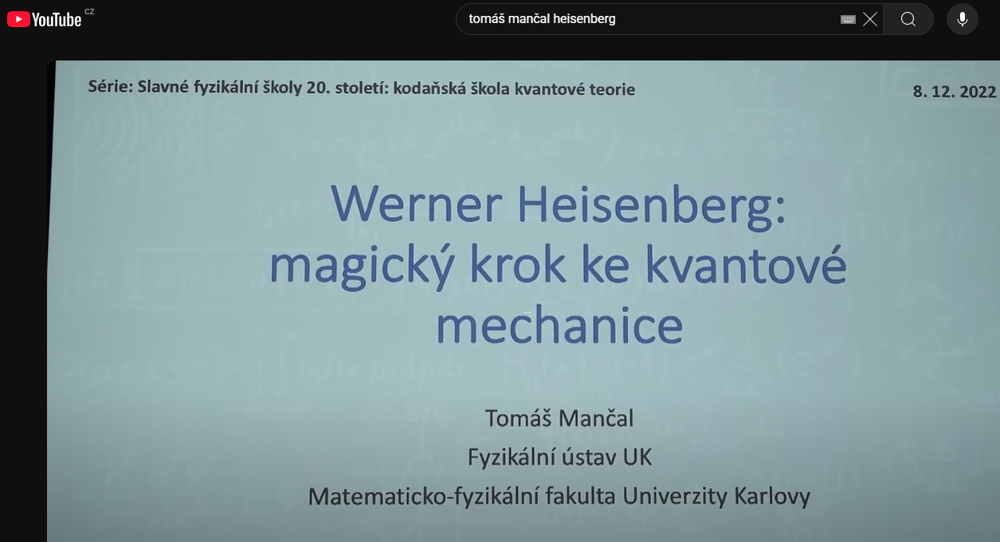 YouTube CZ
tomáš mančal heisenberg
Série: Slavné fyzikální školy 20. století: kodaňská škola kvantové teorie
8. 12. 2022
Werner Heisenberg:
magický krok ke kvantové
mechanice
Tomáš Mančal
Fyzikální ústav UK
Matematicko-fyzikální fakulta Univerzity Karlovy